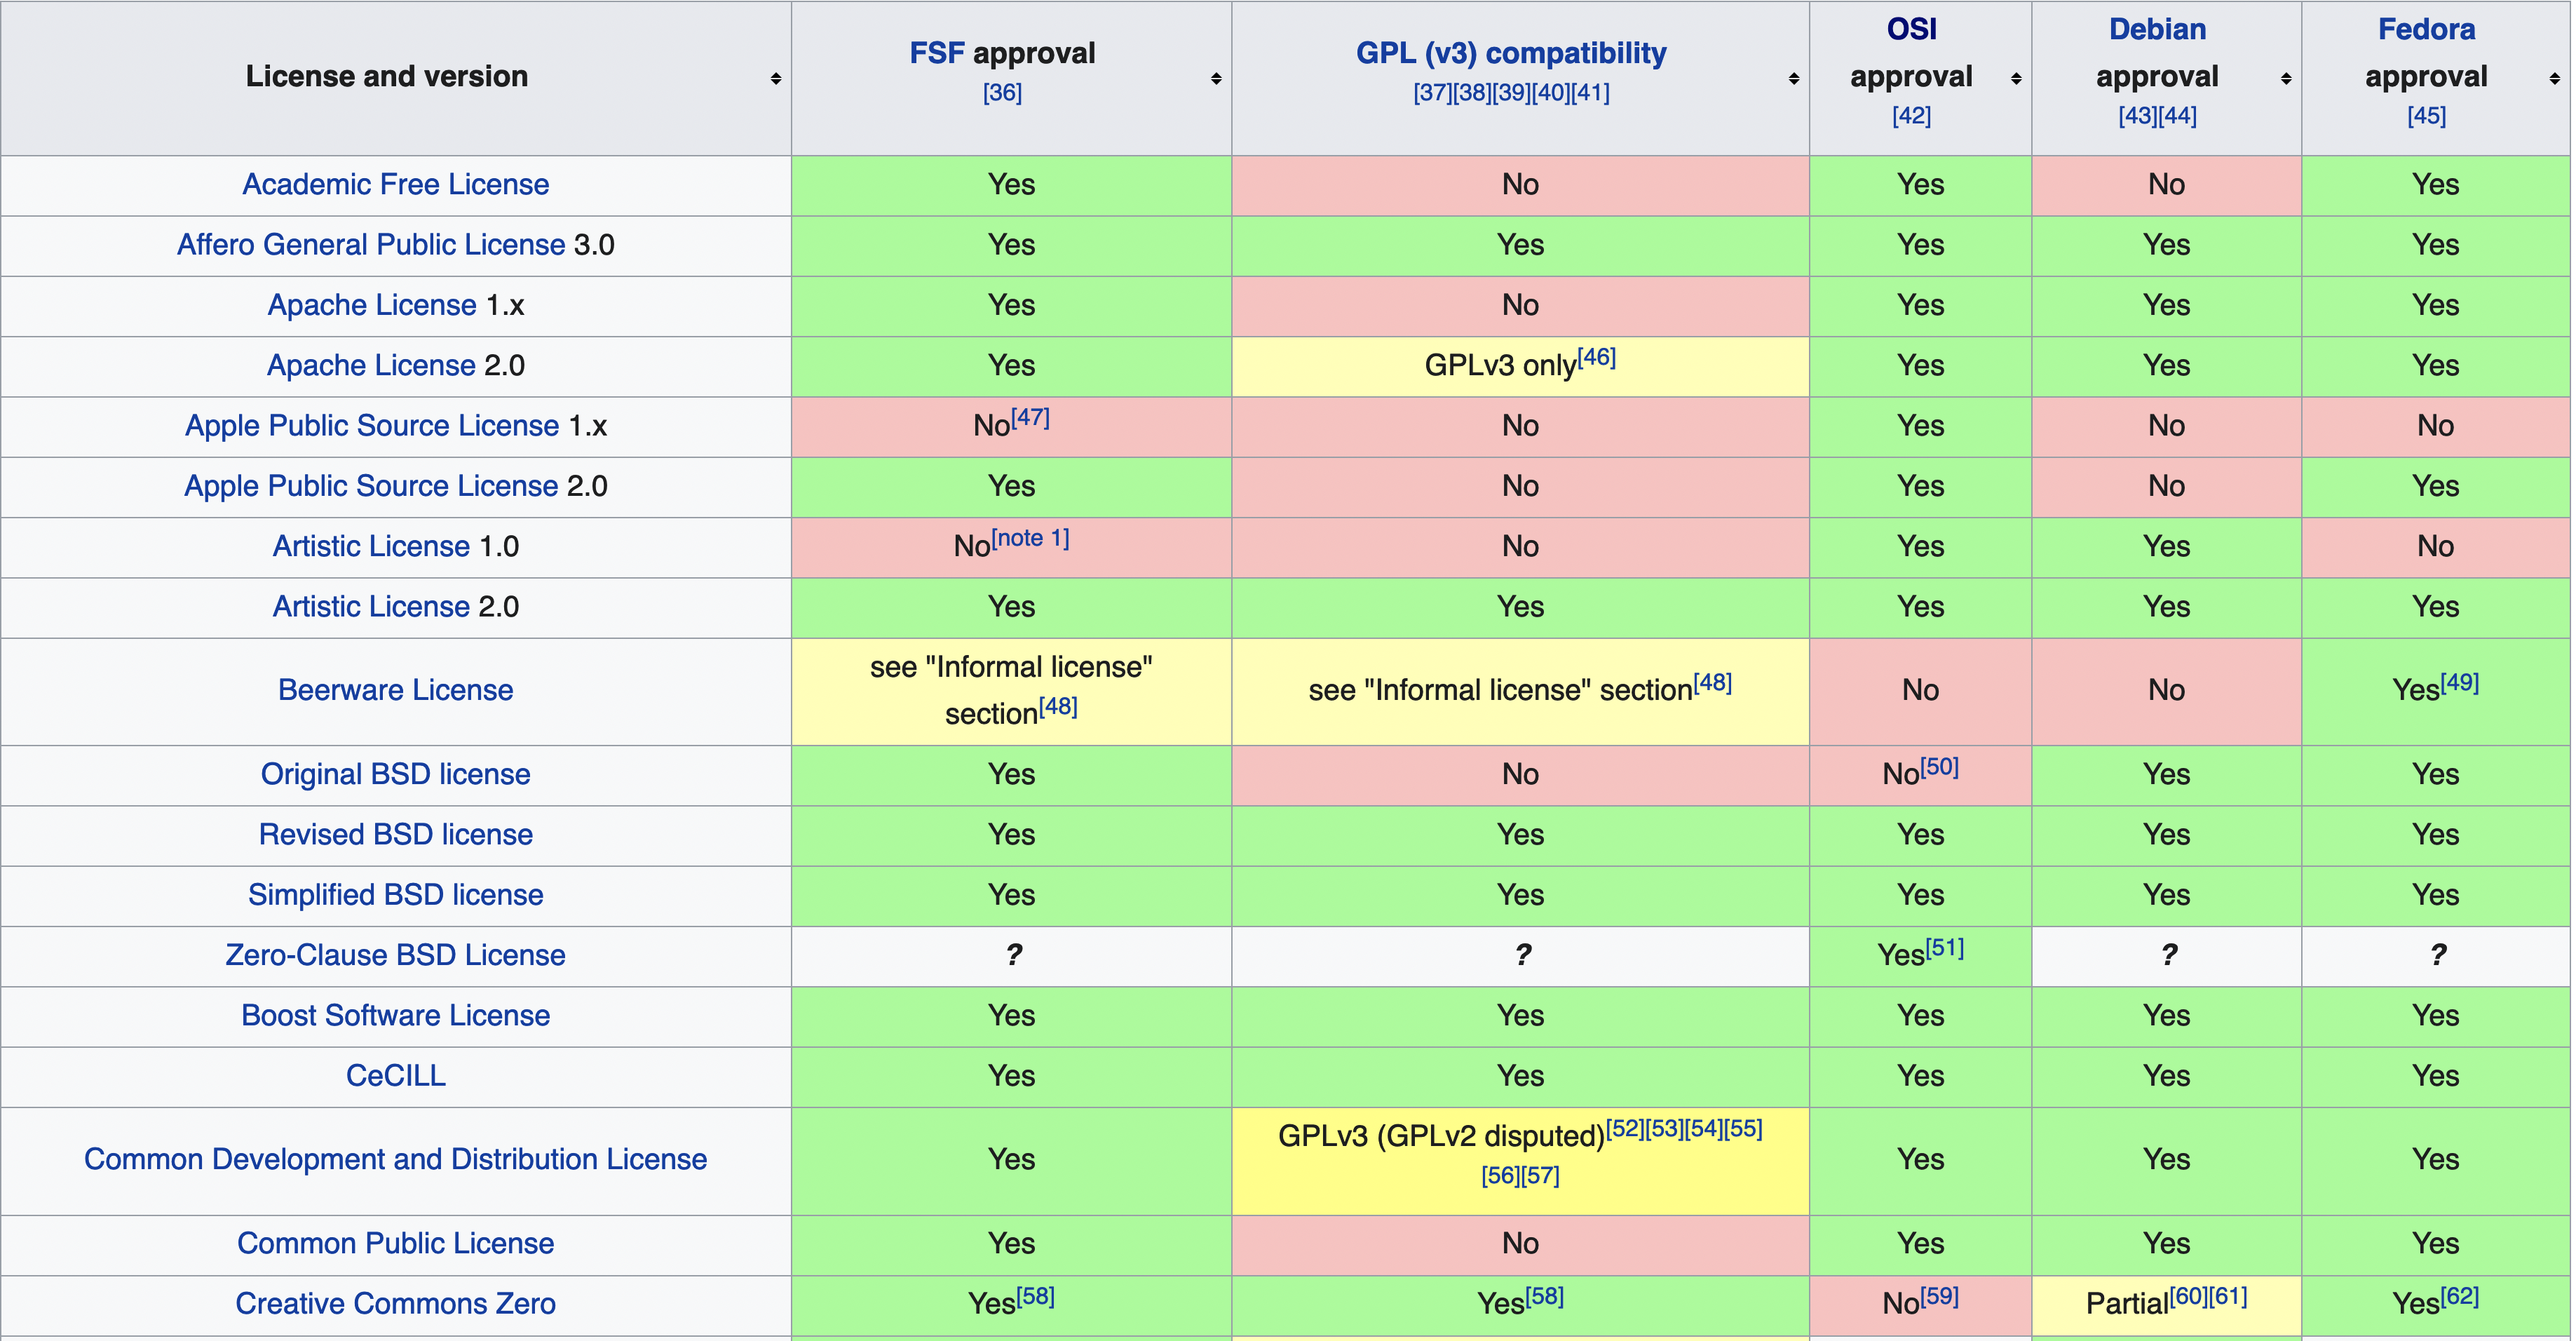 License and version
FSF approval
[36]
GPL (v3) compatibility
[37][38][39][40][41]
OSI
approval
[42]
Debian
approval
[43][44]
Fedora
approval
[45]
Academic Free License Yes No Yes No Yes
Affero General Public License 3.0 Yes Yes Yes Yes Yes
Apache License 1.x Yes No Yes Yes Yes
Apache License 2.0 Yes GPLv3 only[46] Yes Yes Yes
Apple Public Source License 1.x No[47] No Yes No No
Apple Public Source License 2.0 Yes No Yes No Yes
Artistic License 1.0 No[note 1] No Yes Yes No
Artistic License 2.0 Yes Yes Yes Yes Yes
Beerware License
see "Informal license"
section[48]
see "Informal license" section[48]
No
No
Yes[49]
Original BSD license Yes No No[50] Yes Yes
Revised BSD license Yes Yes Yes Yes Yes
Simplified BSD license Yes Yes Yes Yes Yes
Zero-Clause BSD License ? ? Yes[51] ? ?
Boost Software License Yes Yes Yes Yes Yes
CeCILL Yes Yes Yes Yes Yes
Common Development and Distribution License
Yes
GPLv3 (GPLv2 disputed)[52][53][54][55]
[56][57]
Yes
Yes
Yes
Common Public License Yes No Yes Yes Yes
Creative Commons Zero Yes[58] Yes[58] No[59] Partial[60][61] Yes[62]